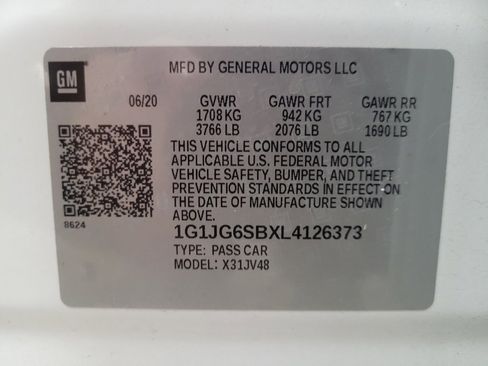 GM
MFD BY GENERAL MOTORS LLC
06/20 GVWR GAWR FRT GAWR RR
1708 KG 942 KG 767 KG
3766 LB 2076 LB 1690 LB
THIS VEHICLE CONFORMS TO ALL
APPLICABLE U.S. FEDERAL MOTOR
VEHICLE SAFETY, BUMPER, AND THEFT
PREVENTION STANDARDS IN EFFECT ON
THE DATE OF MANUFACTURE SHOWN
ABOVE.
8624
1G1JG6SBXL4126373
TYPE: PASS CAR
MODEL: X31JV48